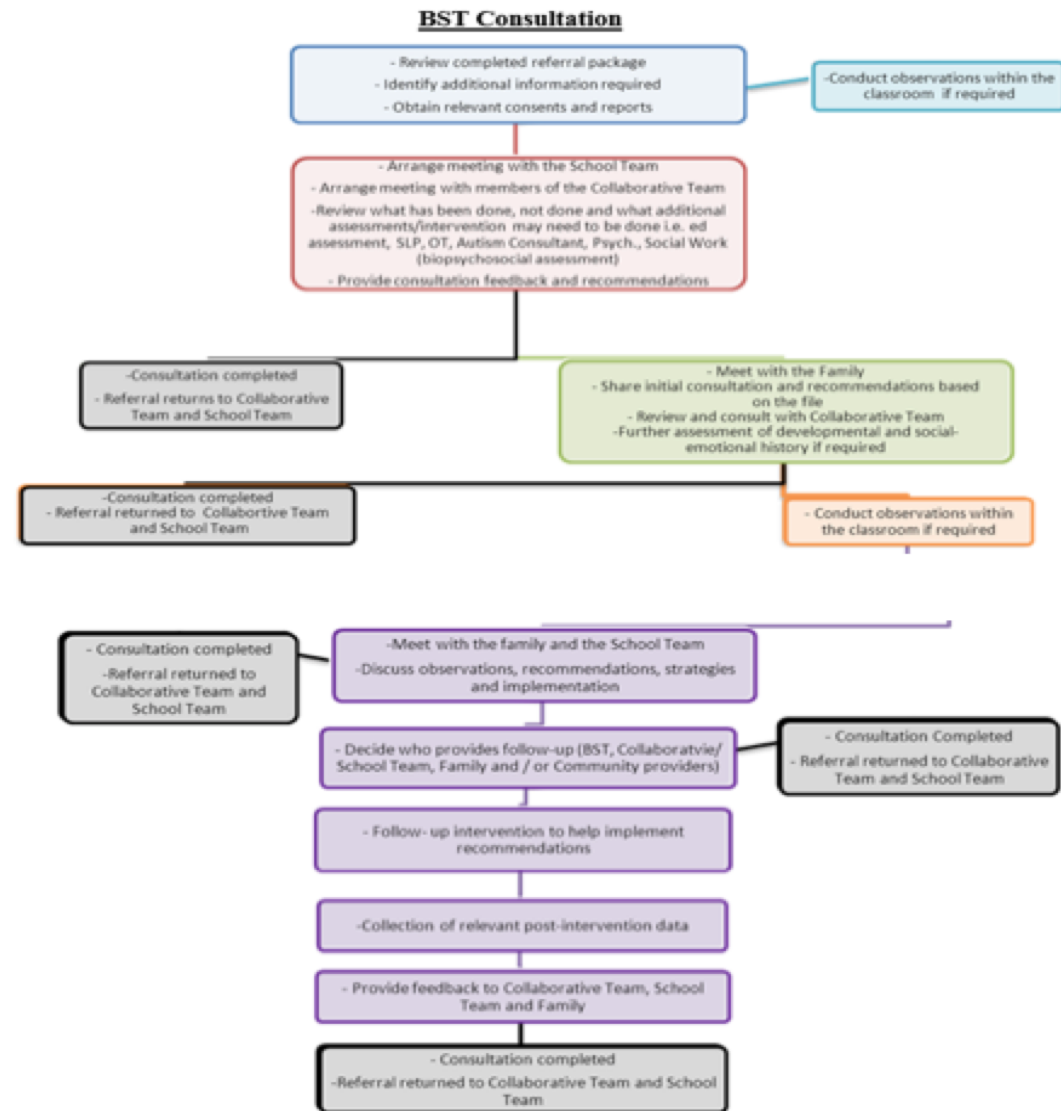 BST Consultation
- Review completed referral package
- Identify additional information required
- Obtain relevant consents and reports
-Conduct observations within the
classroom if required
- Arrange meeting with the School Team
- Arrange meeting with members of the Collaborative Team
-Review what has been done, not done and what additional
assessments/intervention may need to be done i.e. ed
assessment, SLP, OT, Autism Consultant, Psych., Social Work
(biopsychosocial assessment)
- Provide consultation feedback and recommendations
-Consultation completed
- Referral returns to Collaborative
Team and School Team
- Meet with the Family
- Share initial consultation and recommendations based
on the file
- Review and consult with Collaborative Team
-Further assessment of developmental and social-
emotional history if required
-Consultation completed
- Referral returned to Collabortive Team
and School Team
- Conduct observations within
the classroom if required
- Consultation completed
-Referral returned to
Collaborative Team and
School Team
-Meet with the family and the School Team
-Discuss observations, recommendations, strategies
and implementation
- Decide who provides follow-up (BST, Collaboratvie/
School Team, Family and / or Community providers)
- Consultation Completed
- Referral returned to Collaborative
Team and School Team
- Follow- up intervention to help implement
recommendations
-Collection of relevant post-intervention data
- Provide feedback to Collaborative Team, School
Team and Family
- Consultation completed
-Referral returned to Collaborative Team and School
Team